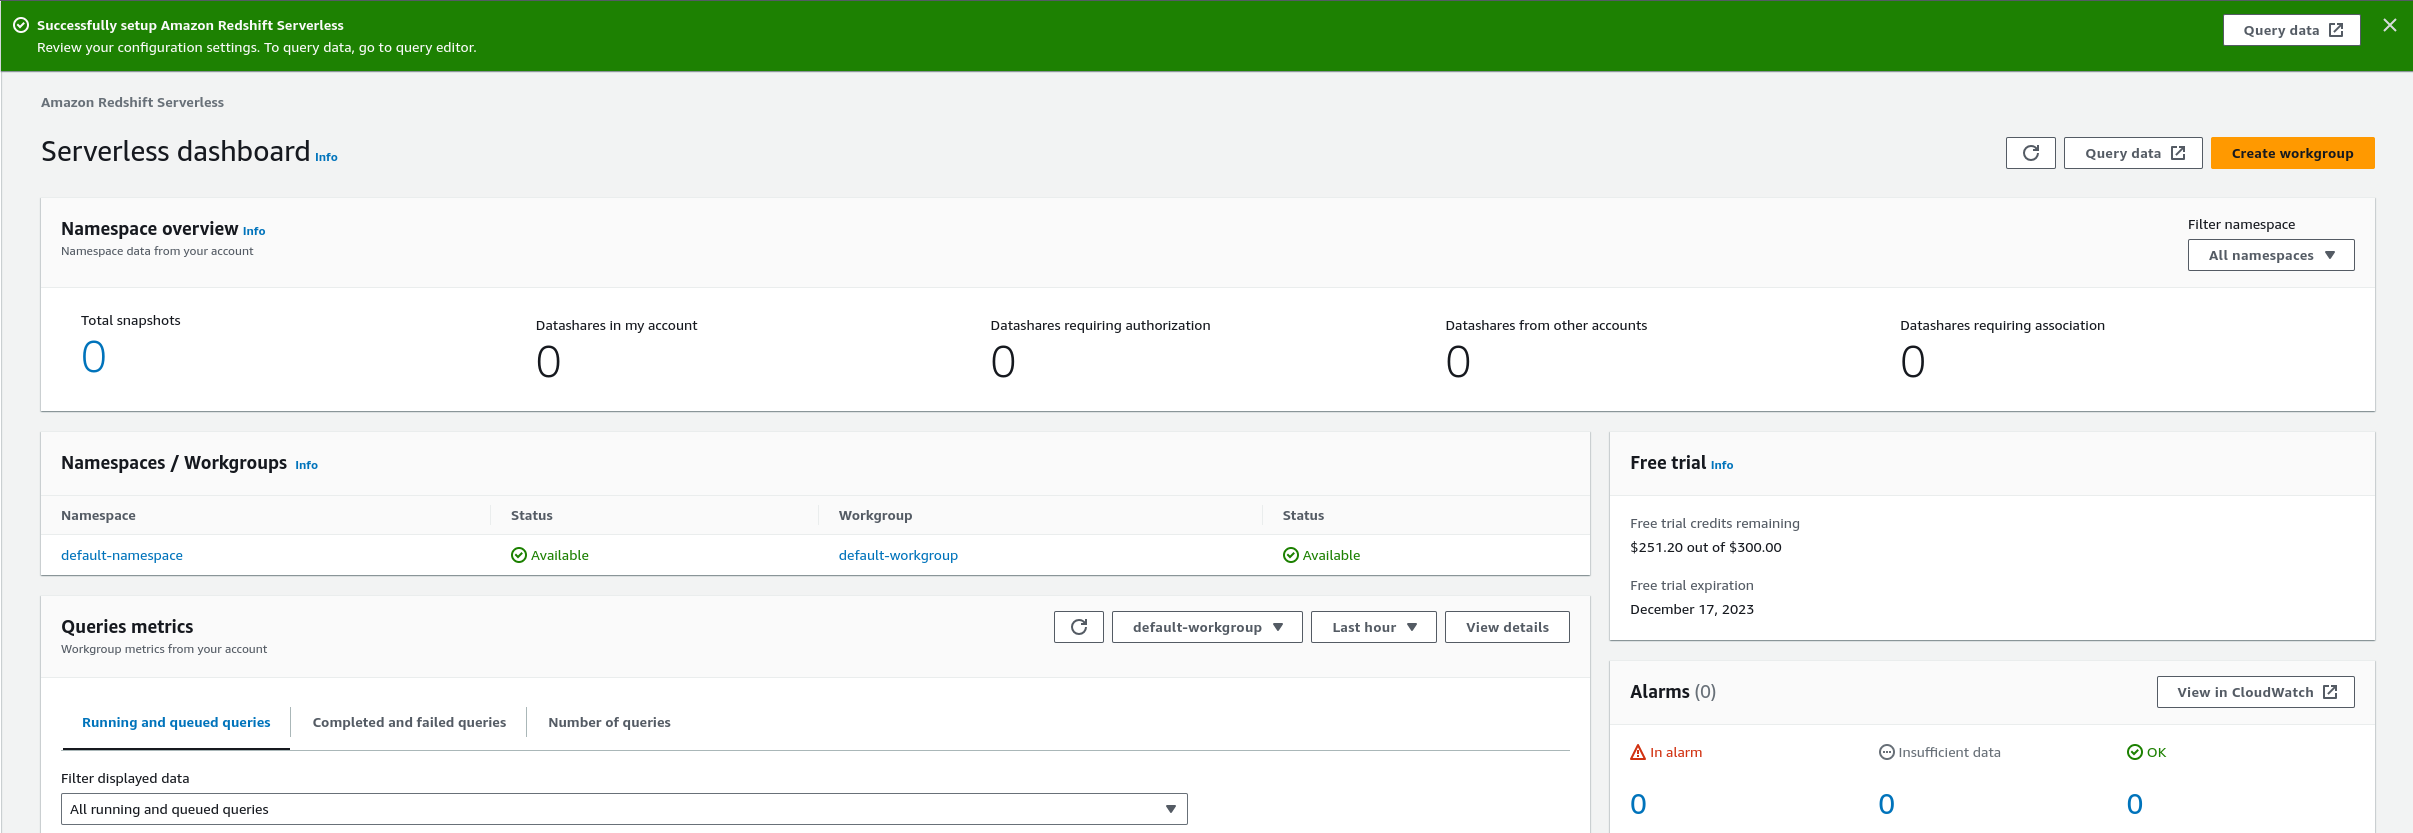 Successfully setup Amazon Redshift Serverless
Review your configuration settings. To query data, go to query editor.
Query data
Amazon Redshift Serverless
Serverless dashboard Info
Query data
Create workgroup
Namespace overview Info
Namespace data from your account
Filter namespace
All namespaces
Total snapshots
0
Datashares in my account
0
Datashares requiring authorization
0
Datashares from other accounts
0
Datashares requiring association
0
Namespaces / Workgroups Info
Namespace Status Workgroup Status
default-namespace Available default-workgroup Available
Free trial Info
Free trial credits remaining
$251.20 out of $300.00
Free trial expiration
December 17, 2023
Queries metrics
Workgroup metrics from your account
default-workgroup
Last hour
View details
Running and queued queries
Completed and failed queries
Number of queries
Filter displayed data
All running and queued queries
Alarms (0)
View in CloudWatch
In alarm
0
Insufficient data
0
OK
0